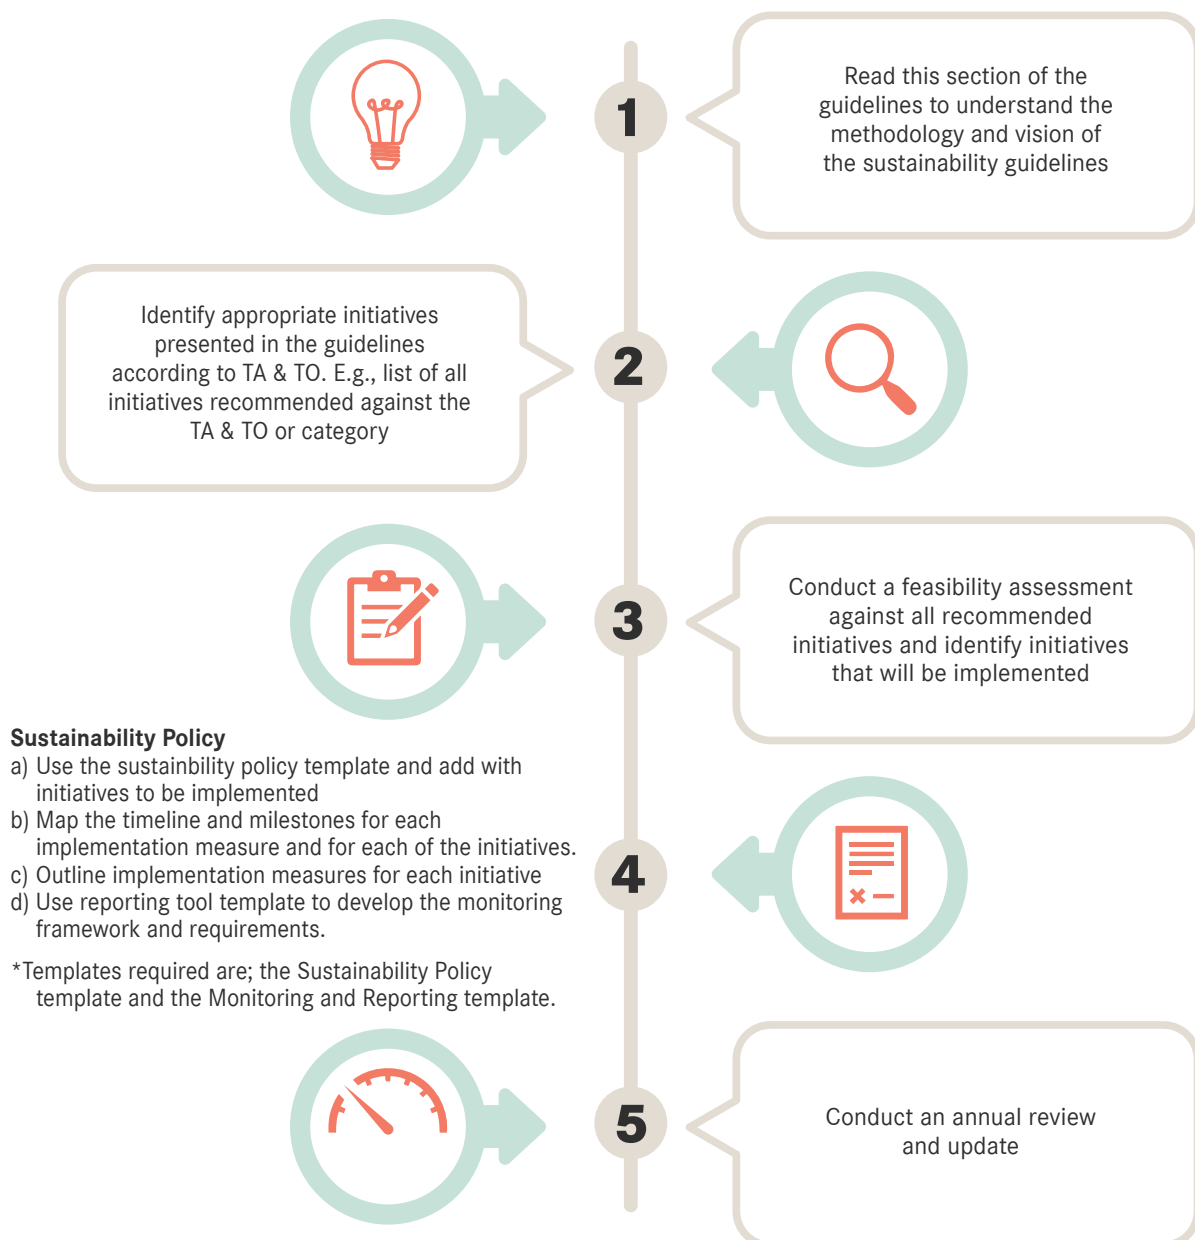 1
Read this section of the
guidelines to understand the
methodology and vision of
the sustainability guidelines
Identify appropriate initiatives
presented in the guidelines
according to TA & TO. E.g., list of all
initiatives recommended against the
TA & TO or category
2
3
Conduct a feasibility assessment
against all recommended
initiatives and identify initiatives
that will be implemented
Sustainability Policy
a) Use the sustainbility policy template and add with
initiatives to be implemented
b) Map the timeline and milestones for each
implementation measure and for each of the initiatives.
c) Outline implementation measures for each initiative
d) Use reporting tool template to develop the monitoring
framework and requirements.
*Templates required are; the Sustainability Policy
template and the Monitoring and Reporting template.
4
5
Conduct an annual review
and update